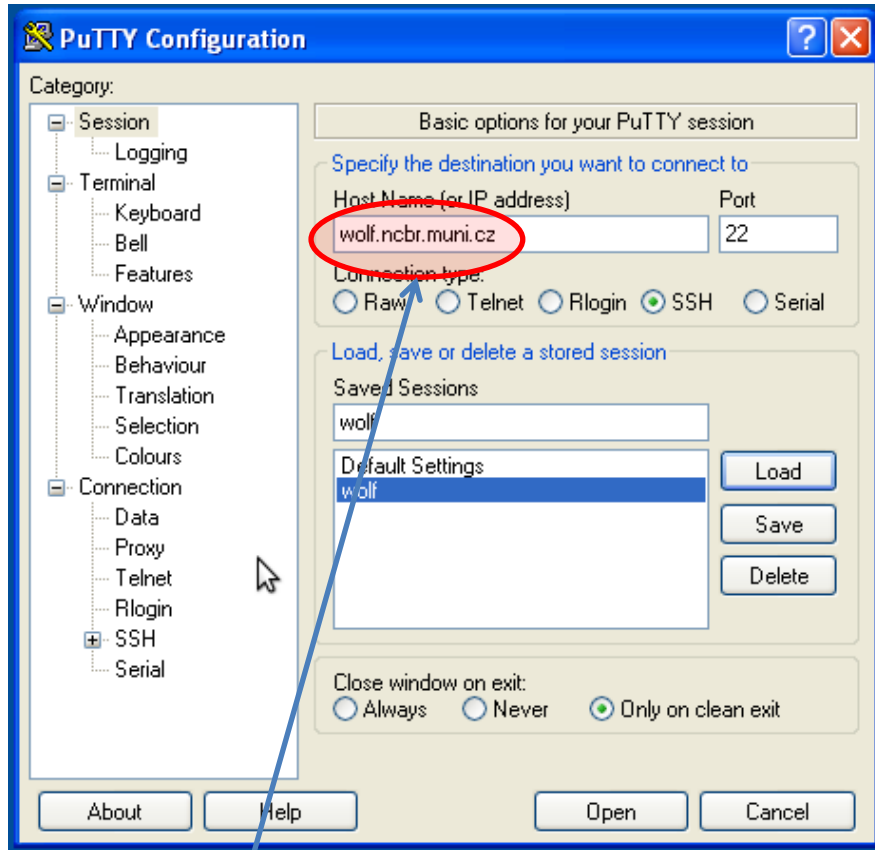 PuTTY Configuration
Category:
Session
Logging
Terminal
Keyboard
Bell
Features
Window
Appearance
Behaviour
Translation
Selection
Colours
Connection
Data
Proxy
Telnet
Rlogin
SSH
Serial
Basic options for your PuTTY session
Specify the destination you want to connect to
Host Name (or IP address) Port
wolf.ncbr.muni.cz 22
Connection type:
Raw Telnet Rlogin SSH Serial
Load, save or delete a stored session
Saved Sessions
wolf
Default Settings
wolf
Load
Save
Delete
Close window on exit:
Always Never Only on clean exit
About Help Open Cancel